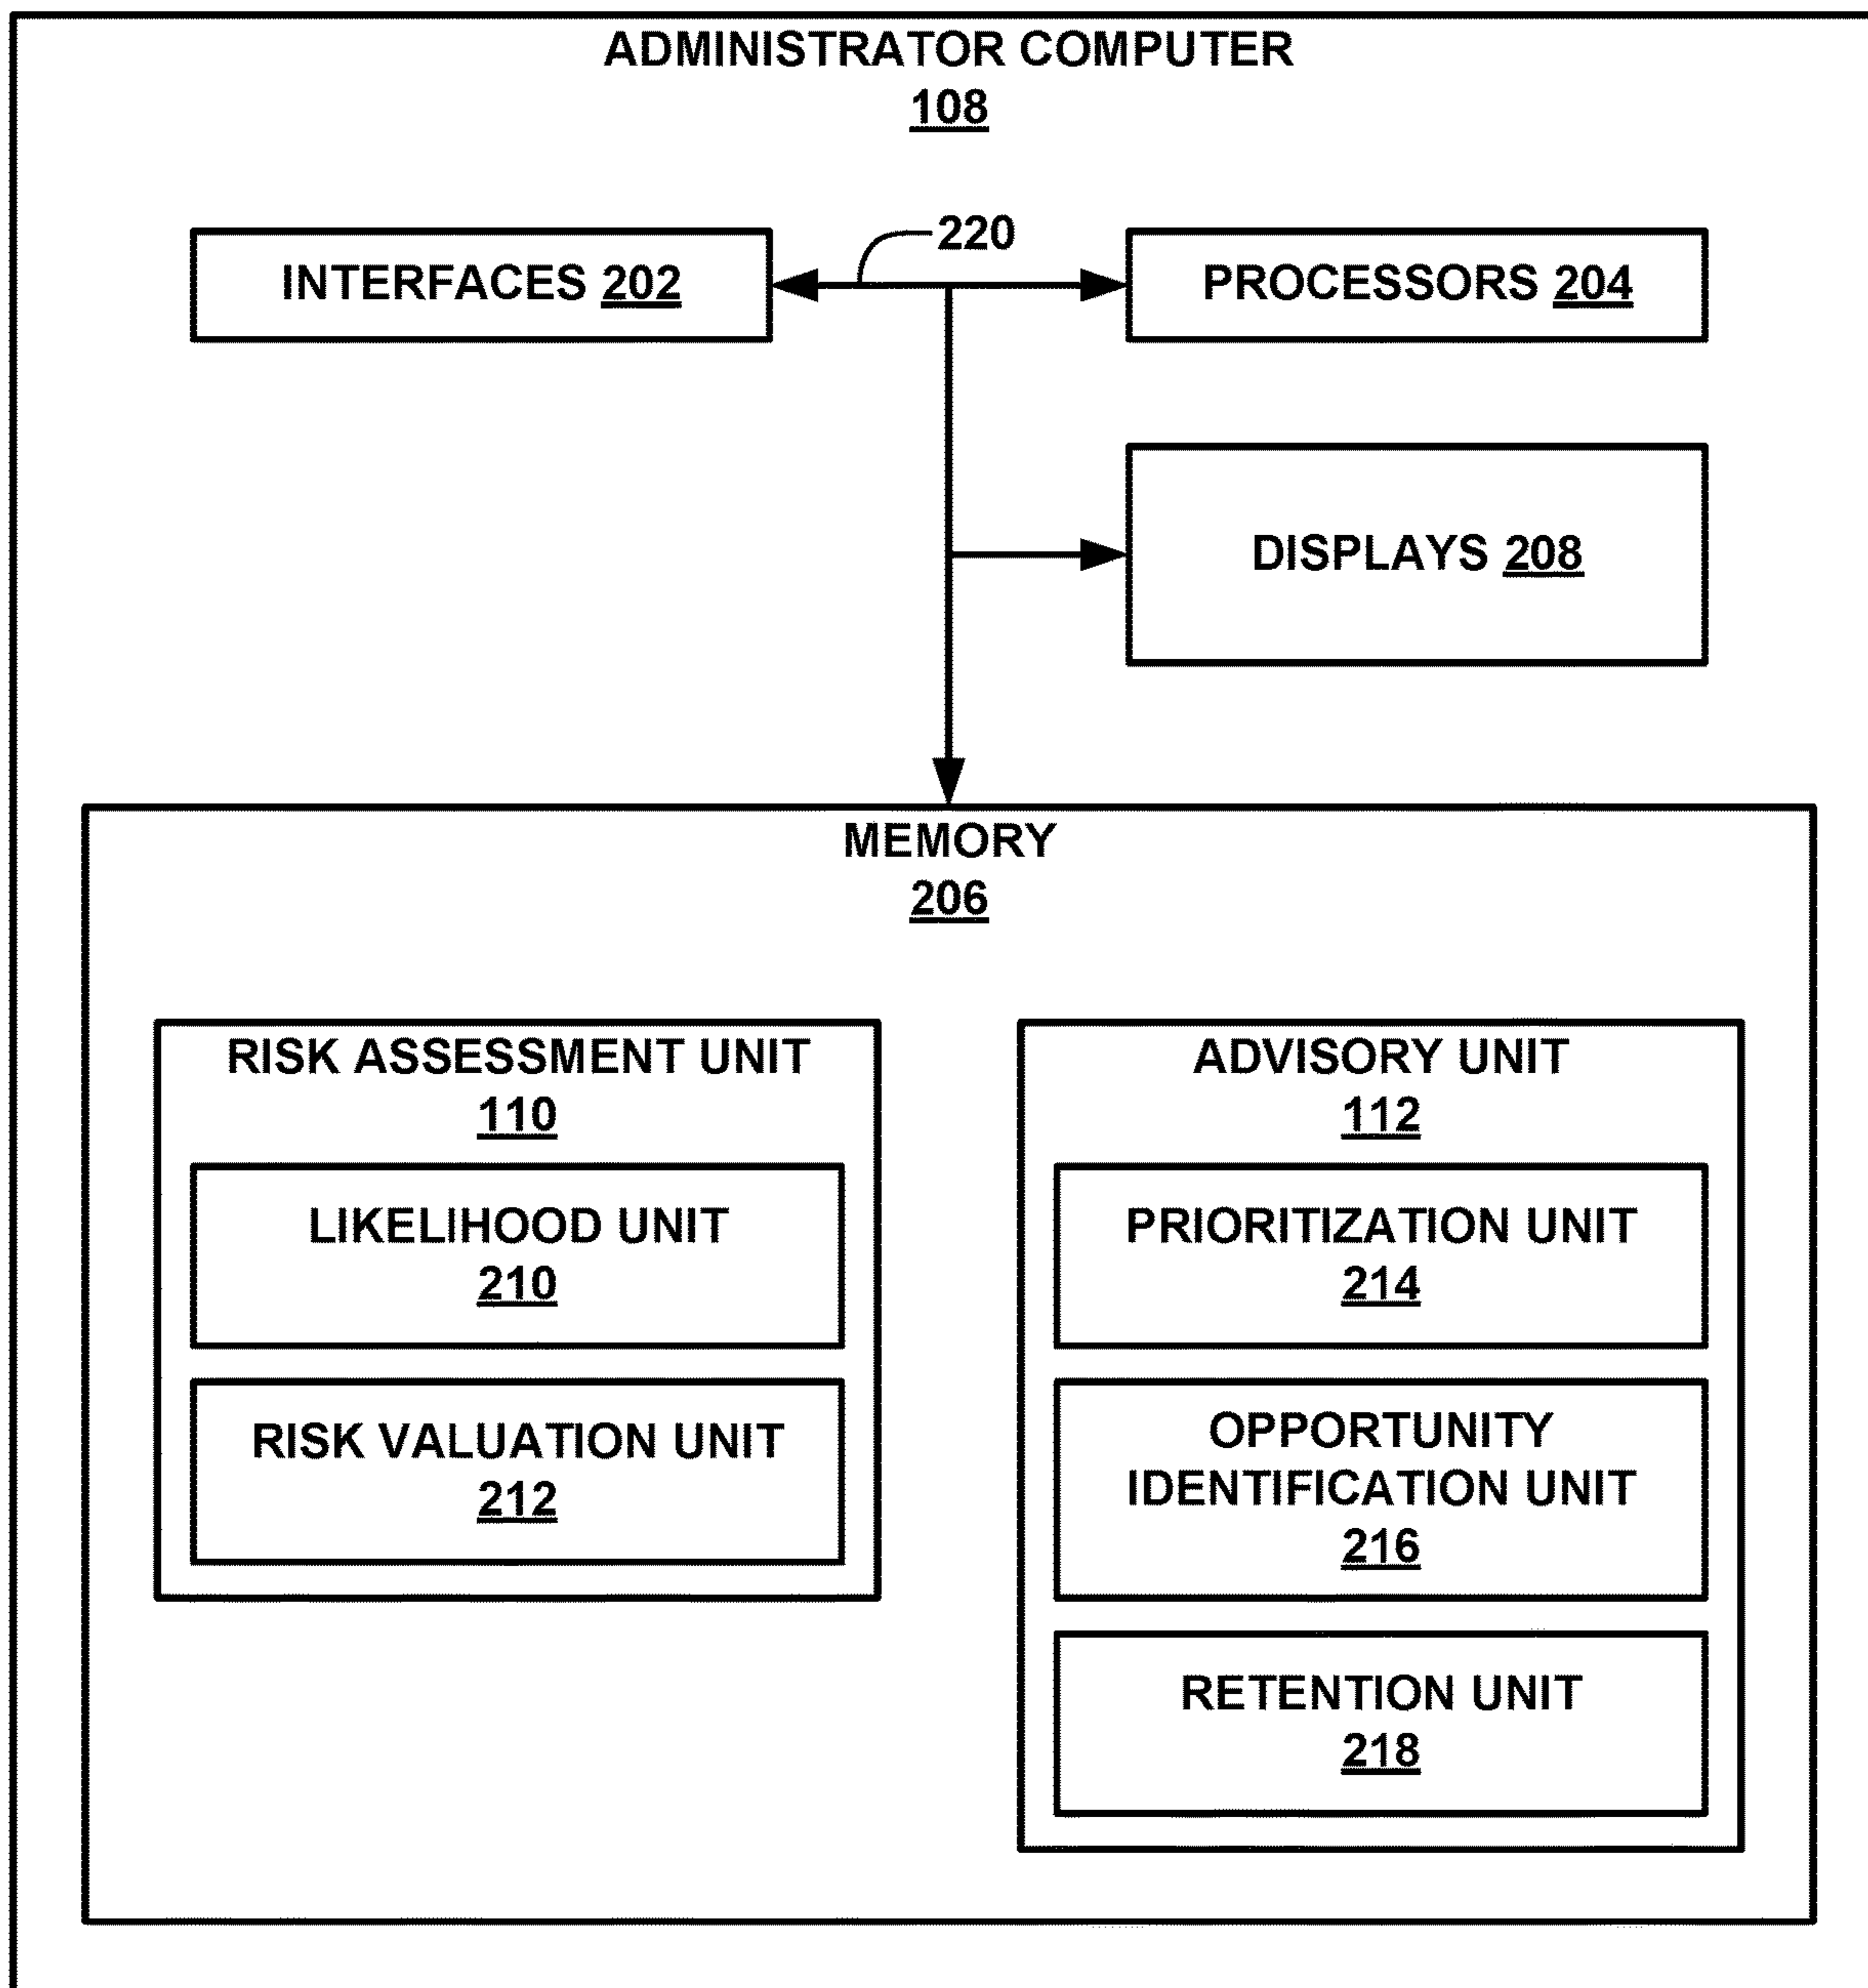 ADMINISTRATOR COMPUTER
108
220
INTERFACES 202
PROCESSORS 204
DISPLAYS 208
MEMORY
206
RISK ASSESSMENT UNIT
110
LIKELIHOOD UNIT
210
RISK VALUATION UNIT
212
ADVISORY UNIT
112
PRIORITIZATION UNIT
214
OPPORTUNITY
IDENTIFICATION UNIT
216
RETENTION UNIT
218